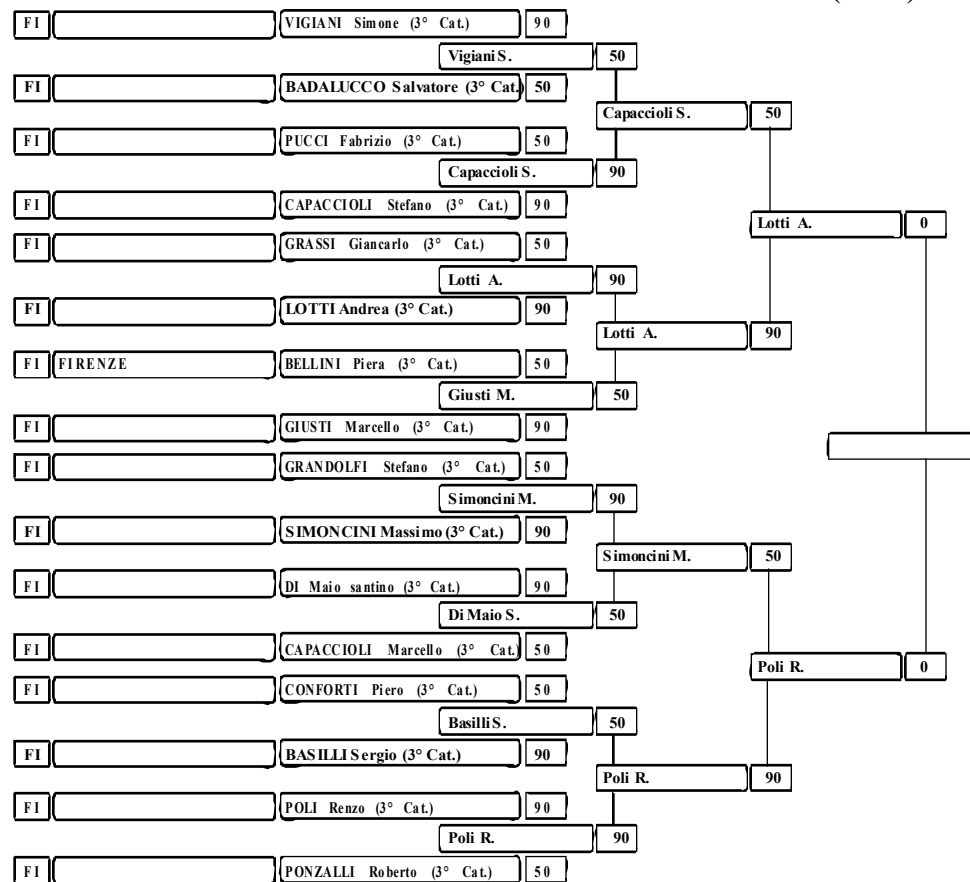 FI VIGIANI Simone (3° Cat.) 90
Vigiani S. 50
FI BADALUCCO Salvatore (3° Cat.) 50
Capaccioli S. 50
FI PUCCI Fabrizio (3° Cat.) 50
Capaccioli S. 90
FI CAPACCIOLI Stefano (3° Cat.) 90
Lotti A. 0
FI GRASSI Giancarlo (3° Cat.) 50
Lotti A. 90
FI LOTTI Andrea (3° Cat.) 90
Lotti A. 90
FI FIRENZE BELLINI Piera (3° Cat.) 50
Giusti M. 50
FI GIUSTI Marcello (3° Cat.) 90
FI GRANDOLFI Stefano (3° Cat.) 50
Simoncini M. 90
FI SIMONCINI Massimo (3° Cat.) 90
Simoncini M. 50
FI DI Maio santino (3° Cat.) 90
Di Maio S. 50
FI CAPACCIOLI Marcello (3° Cat.) 50
Poli R. 0
FI CONFORTI Piero (3° Cat.) 50
Basilli S. 50
FI BASILLI Sergio (3° Cat.) 90
Poli R. 90
FI POLI Renzo (3° Cat.) 90
Poli R. 90
FI PONZALLI Roberto (3° Cat.) 50